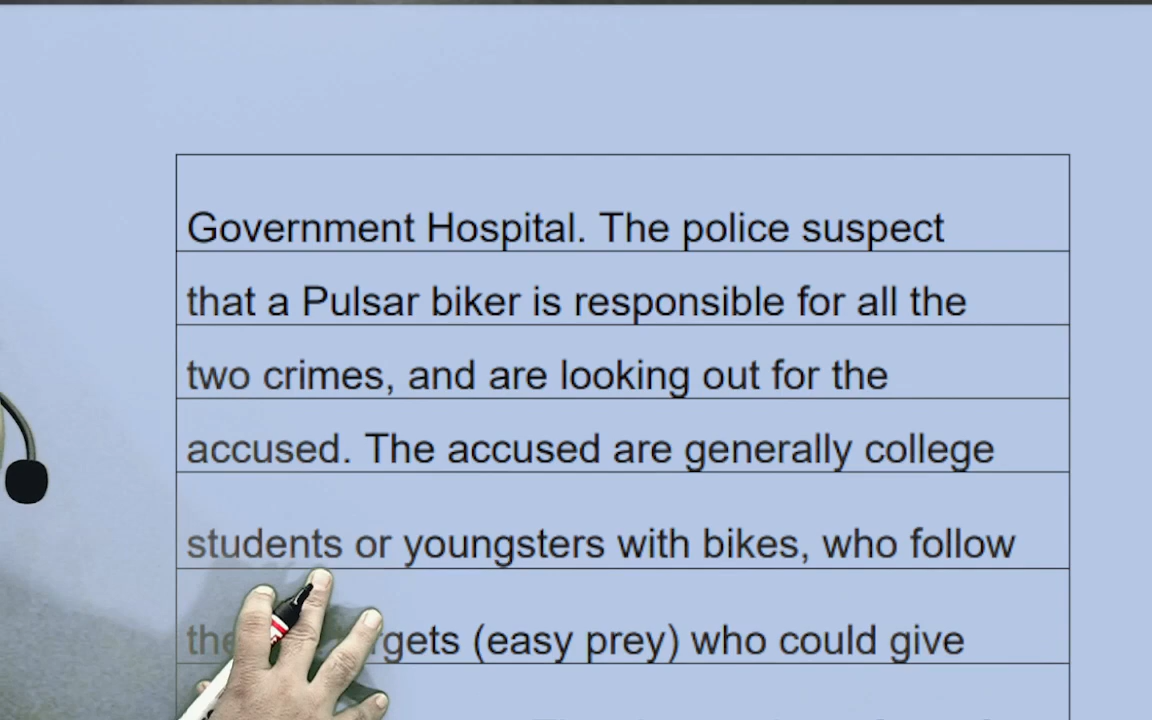 Government Hospital. The police suspect
that a Pulsar biker is responsible for all the
two crimes, and are looking out for the
accused. The accused are generally college
students or youngsters with bikes, who follow
(easy prey) who could give